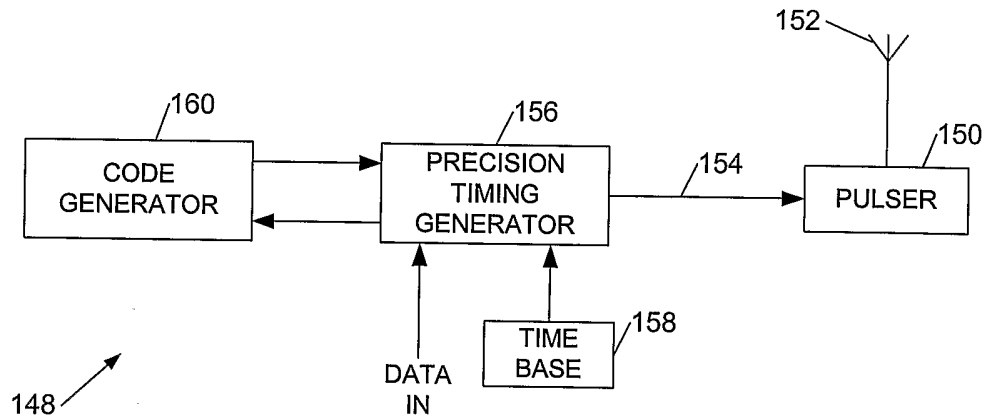 152
160
156
150
CODE
GENERATOR
PRECISION
TIMING
GENERATOR
154
PULSER
TIME
BASE
158
DATA
IN
148